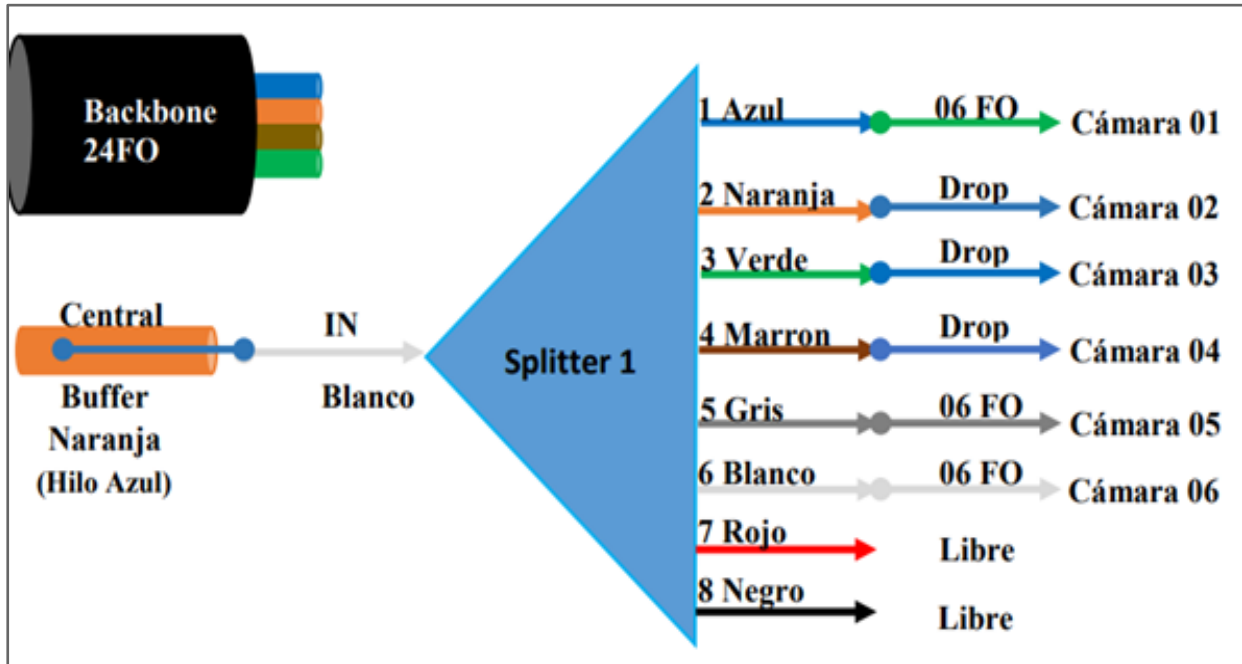 Backbone
24FO
Central
Buffer
Naranja
(Hilo Azul)
IN
Blanco
Splitter 1
1 Azul
06 FO
Cámara 01
2 Naranja
Drop
Cámara 02
3 Verde
Drop
Cámara 03
4 Marron
Drop
Cámara 04
5 Gris
06 FO
Cámara 05
6 Blanco
06 FO
Cámara 06
7 Rojo
Libre
8 Negro
Libre